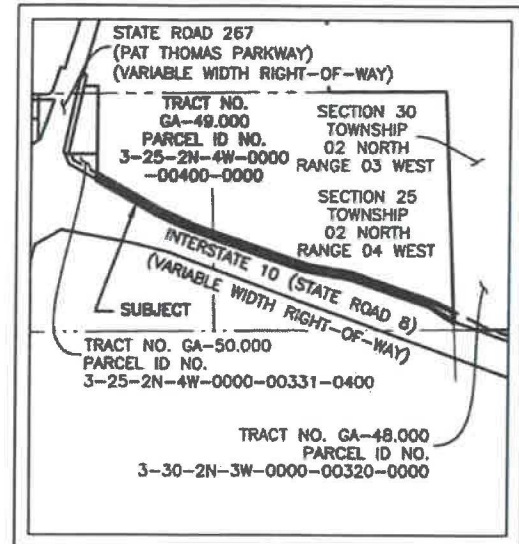 STATE ROAD 267
(PAT THOMAS PARKWAY)
(VARIABLE WIDTH RIGHT-OF-WAY)
TRACT NO.
GA-49.000
PARCEL ID NO.
3-25-2N-4W-0000
-00400-0000
SECTION 30
TOWNSHIP
02 NORTH
RANGE 03 WEST
SECTION 25
TOWNSHIP
02 NORTH
RANGE 04 WEST
INTERSTATE 10 (STATE ROAD 8)
(VARIABLE WIDTH RIGHT-OF-WAY)
SUBJECT
TRACT NO. GA-50.000
PARCEL ID NO.
3-25-2N-4W-0000-00331-0400
TRACT NO. GA-48.000
PARCEL ID NO.
3-30-2N-3W-0000-00320-0000